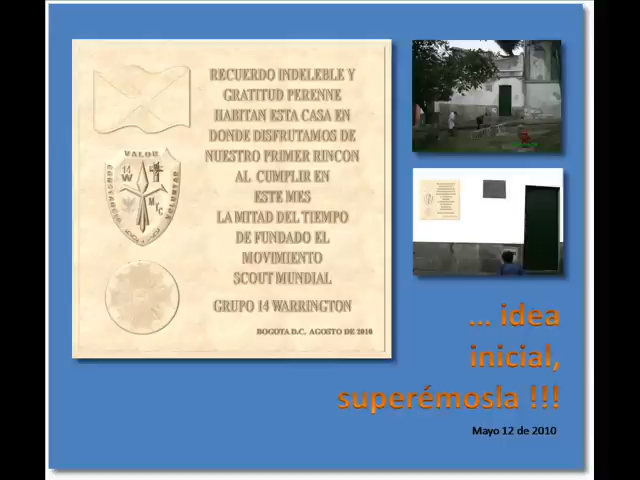 RECUERDO INDELEBLE Y
GRATITUD PERENNE
HABITAN ESTA CASA EN
DONDE DISFRUTAMOS DE
NUESTRO PRIMER RINCON
AL CUMPLIR EN
ESTE MES
LA MITAD DEL TIEMPO
DE FUNDADO EL
MOVIMIENTO
SCOUT MUNDIAL
GRUPO 14 WARRINGTON
BOGOTA D.C. AGOSTO DE 2010
VALOR
CONSTANCIA
VOLUNTAD
14
W
... idea
inicial,
superémosla !!!
Mayo 12 de 2010